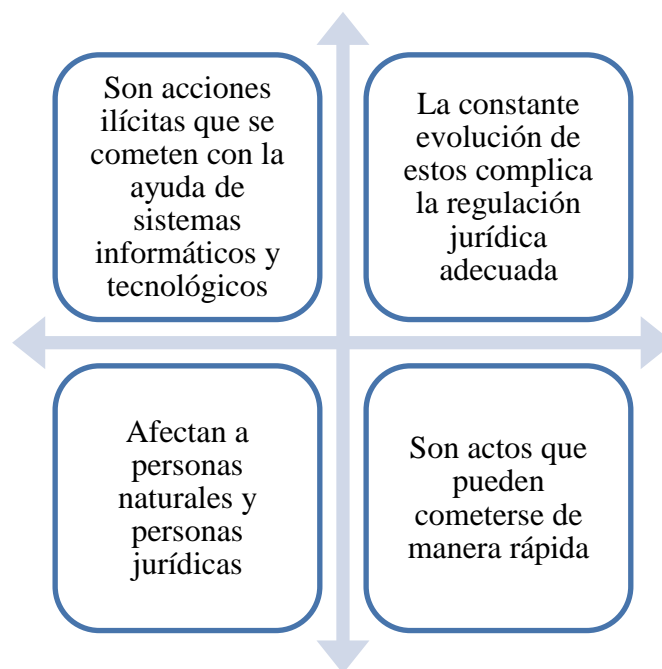 Son acciones
ilícitas que se
cometen con la
ayuda de
sistemas
informáticos y
tecnológicos
La constante
evolución de
estos complica
la regulación
jurídica
adecuada
Afectan a
personas
naturales y
personas
jurídicas
Son actos que
pueden
cometerse de
manera rápida